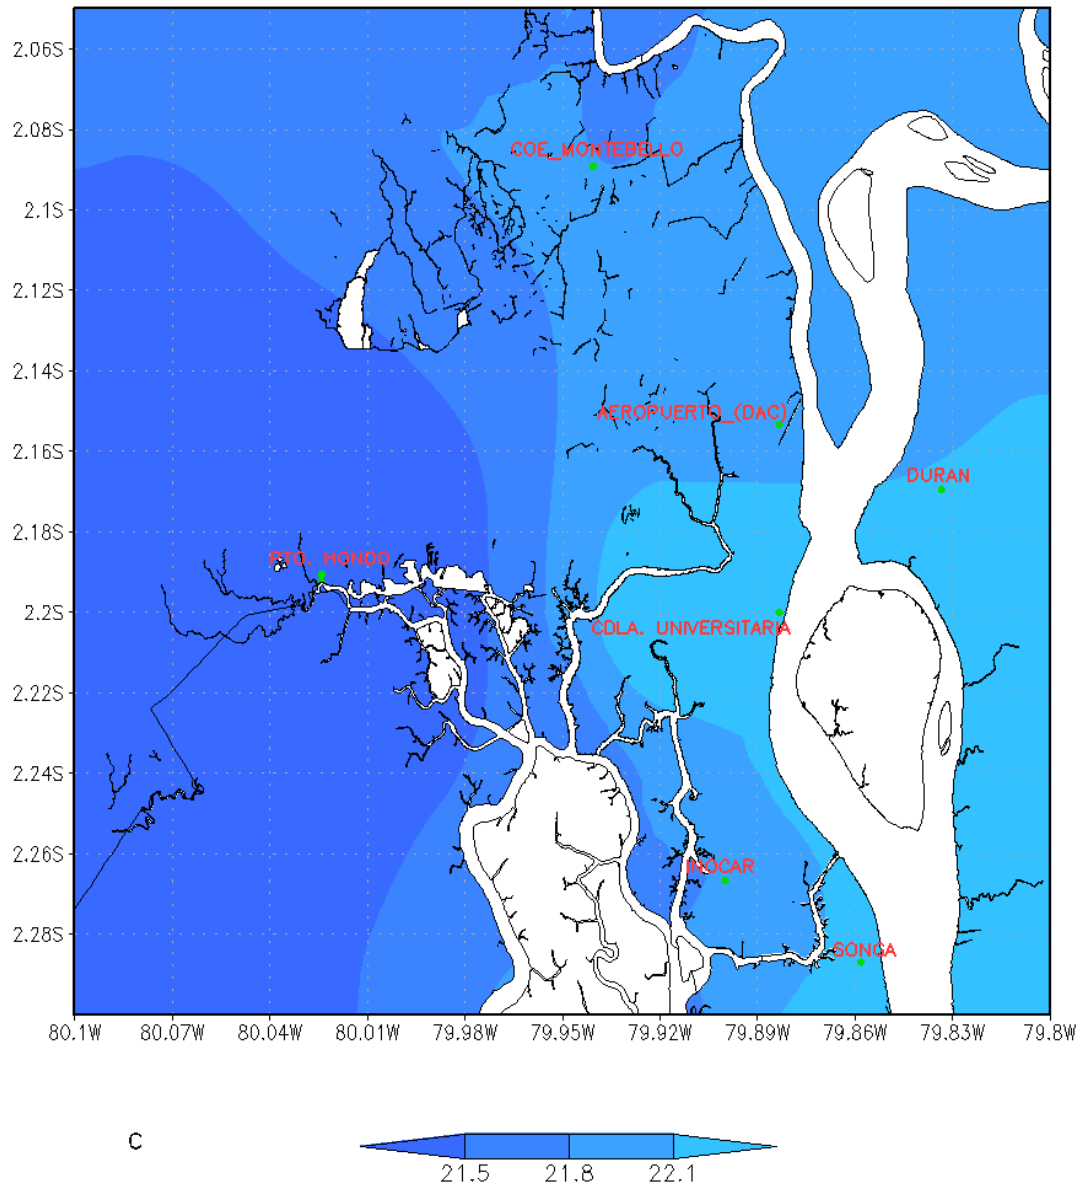 2.06S
2.08S
COE_MONTEBELLO
2.1S
2.12S
2.14S
AEROPUERTO_(DAC)
2.16S
DURAN
2.18S
PTO. HONDO
2.2S
CDLA. UNIVERSITARIA
2.22S
2.24S
2.26S
INOCAR
2.28S
SONGA
80.1W 80.07W 80.04W 80.01W 79.98W 79.95W 79.92W 79.89W 79.86W 79.83W 79.8W
C
21.5 21.8 22.1